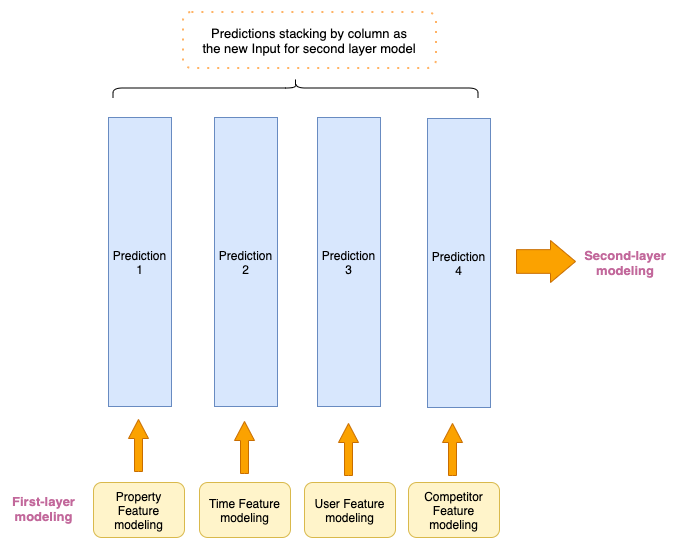 Predictions stacking by column as
the new Input for second layer model
Prediction
1
Prediction
2
Prediction
3
Prediction
4
Second-layer
modeling
First-layer
modeling
Property
Feature
modeling
Time Feature
modeling
User Feature
modeling
Competitor
Feature
modeling